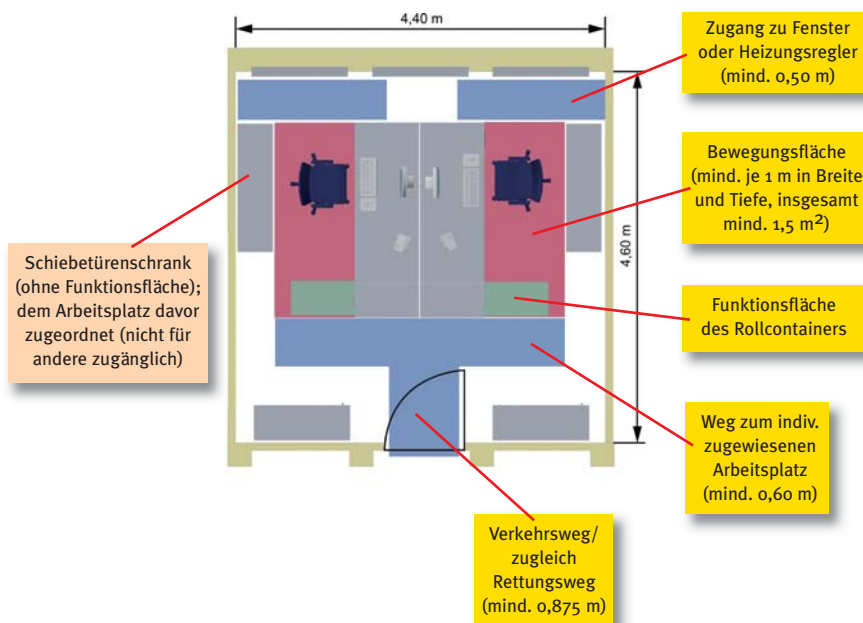 4,40 m
Zugang zu Fenster
oder Heizungsregler
(mind. 0,50 m)
Bewegungsfläche
(mind. je 1 m in Breite
und Tiefe, insgesamt
mind. 1,5 m²)
4,60 m
Schiebetürenschrank
(ohne Funktionsfläche);
dem Arbeitsplatz davor
zugeordnet (nicht für
andere zugänglich)
Funktionsfläche
des Rollcontainers
Weg zum indiv.
zugewiesenen
Arbeitsplatz
(mind. 0,60 m)
Verkehrsweg/
zugleich
Rettungsweg
(mind. 0,875 m)